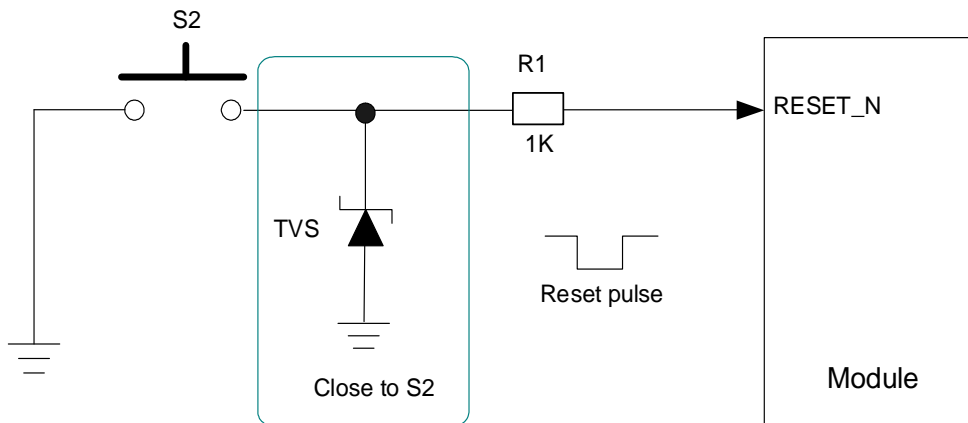 S2
R1
RESET_N
1K
TVS
Reset pulse
Close to S2
Module